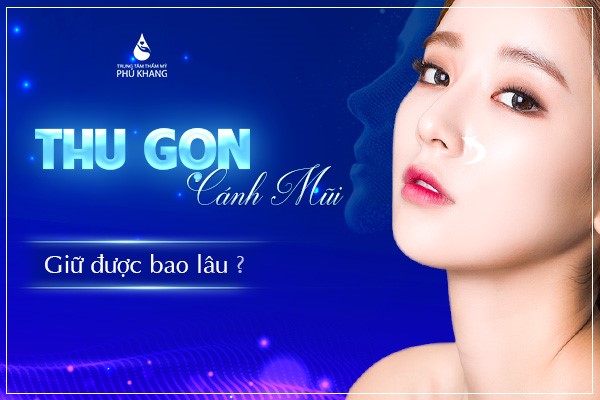 TRUNG TÂM THẨM MỸ
PHÚ KHANG
THU GỌN
Cánh Mũi
Giữ được bao lâu ?